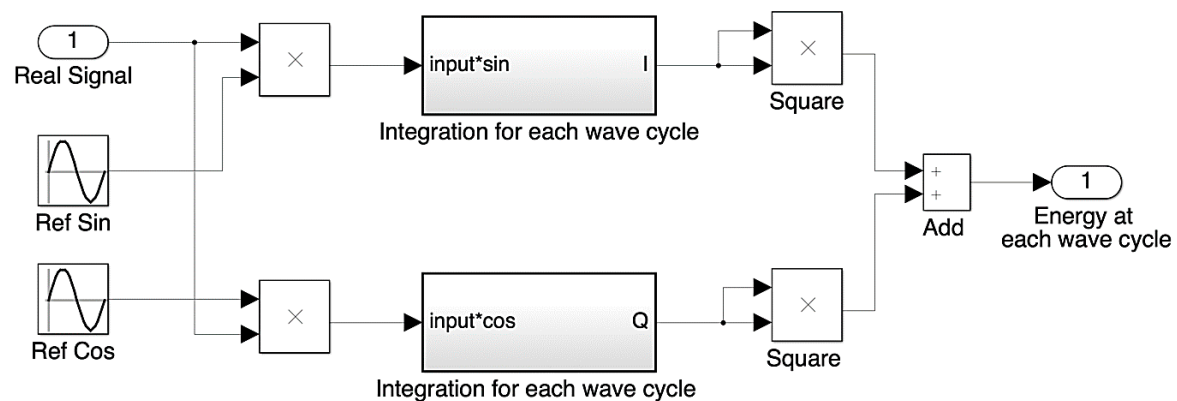 1
Real Signal
×
input*sin
I
Integration for each wave cycle
×
Square
Ref Sin
+
+
Add
1
Energy at
each wave cycle
Ref Cos
×
input*cos
Q
Integration for each wave cycle
×
Square